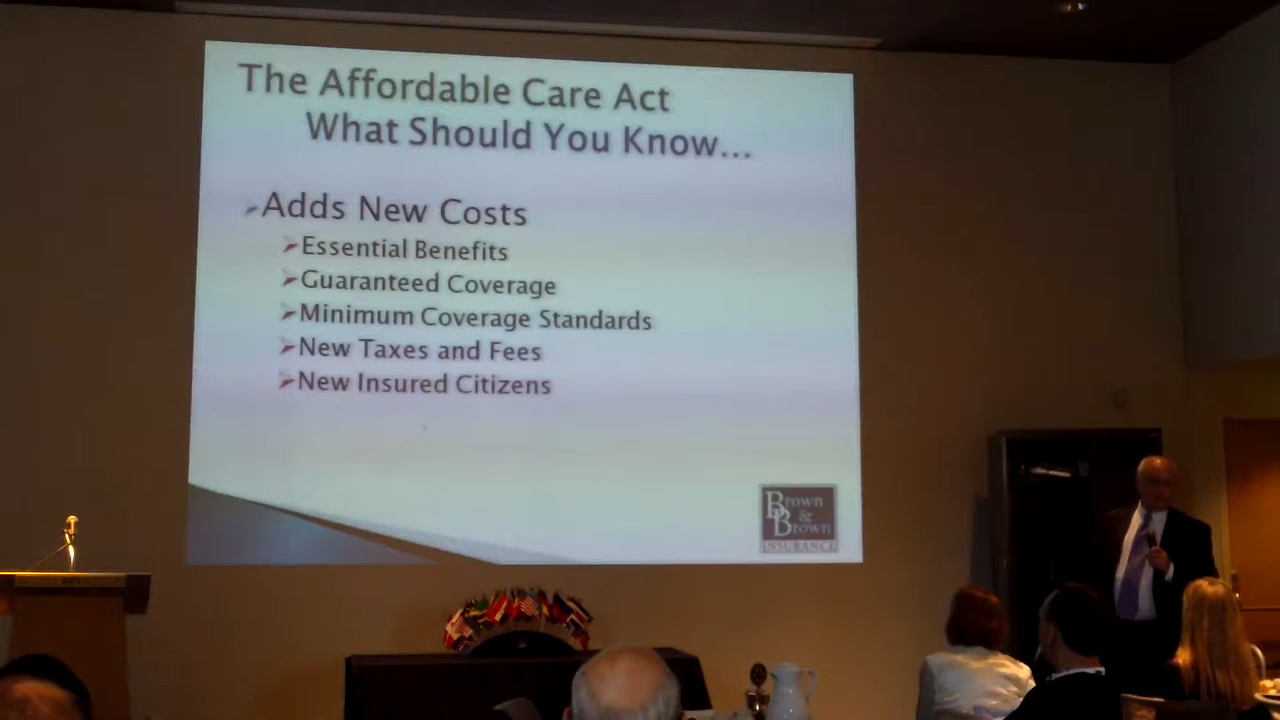 The Affordable Care Act
What Should You Know...
Adds New Costs
Essential Benefits
Guaranteed Coverage
Minimum Coverage Standards
New Taxes and Fees
New Insured Citizens
Brown
&
Brown
INSURANCE